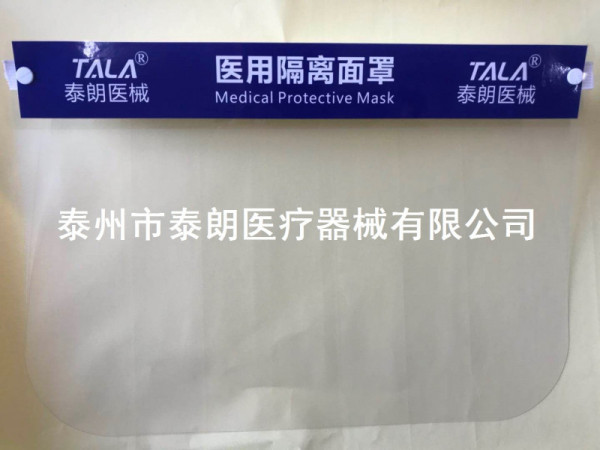 TALA®
泰朗医械
医用隔离面罩
Medical Protective Mask
TALA®
泰朗医械
泰州市泰朗医疗器械有限公司